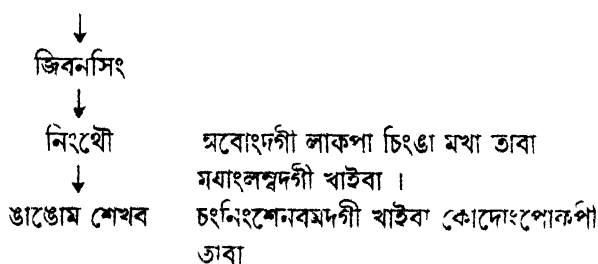 ↓
জিবনসিং
↓
নিংথৌ অবোংদগী লাকপা চিংঙা মখা তাবা
↓ ময়াংলম্বদগী খাইবা ।
ঙাঙোম শেখব চংনিংশেনবমদগী খাইবা কোদোংপোকপী
তাবা